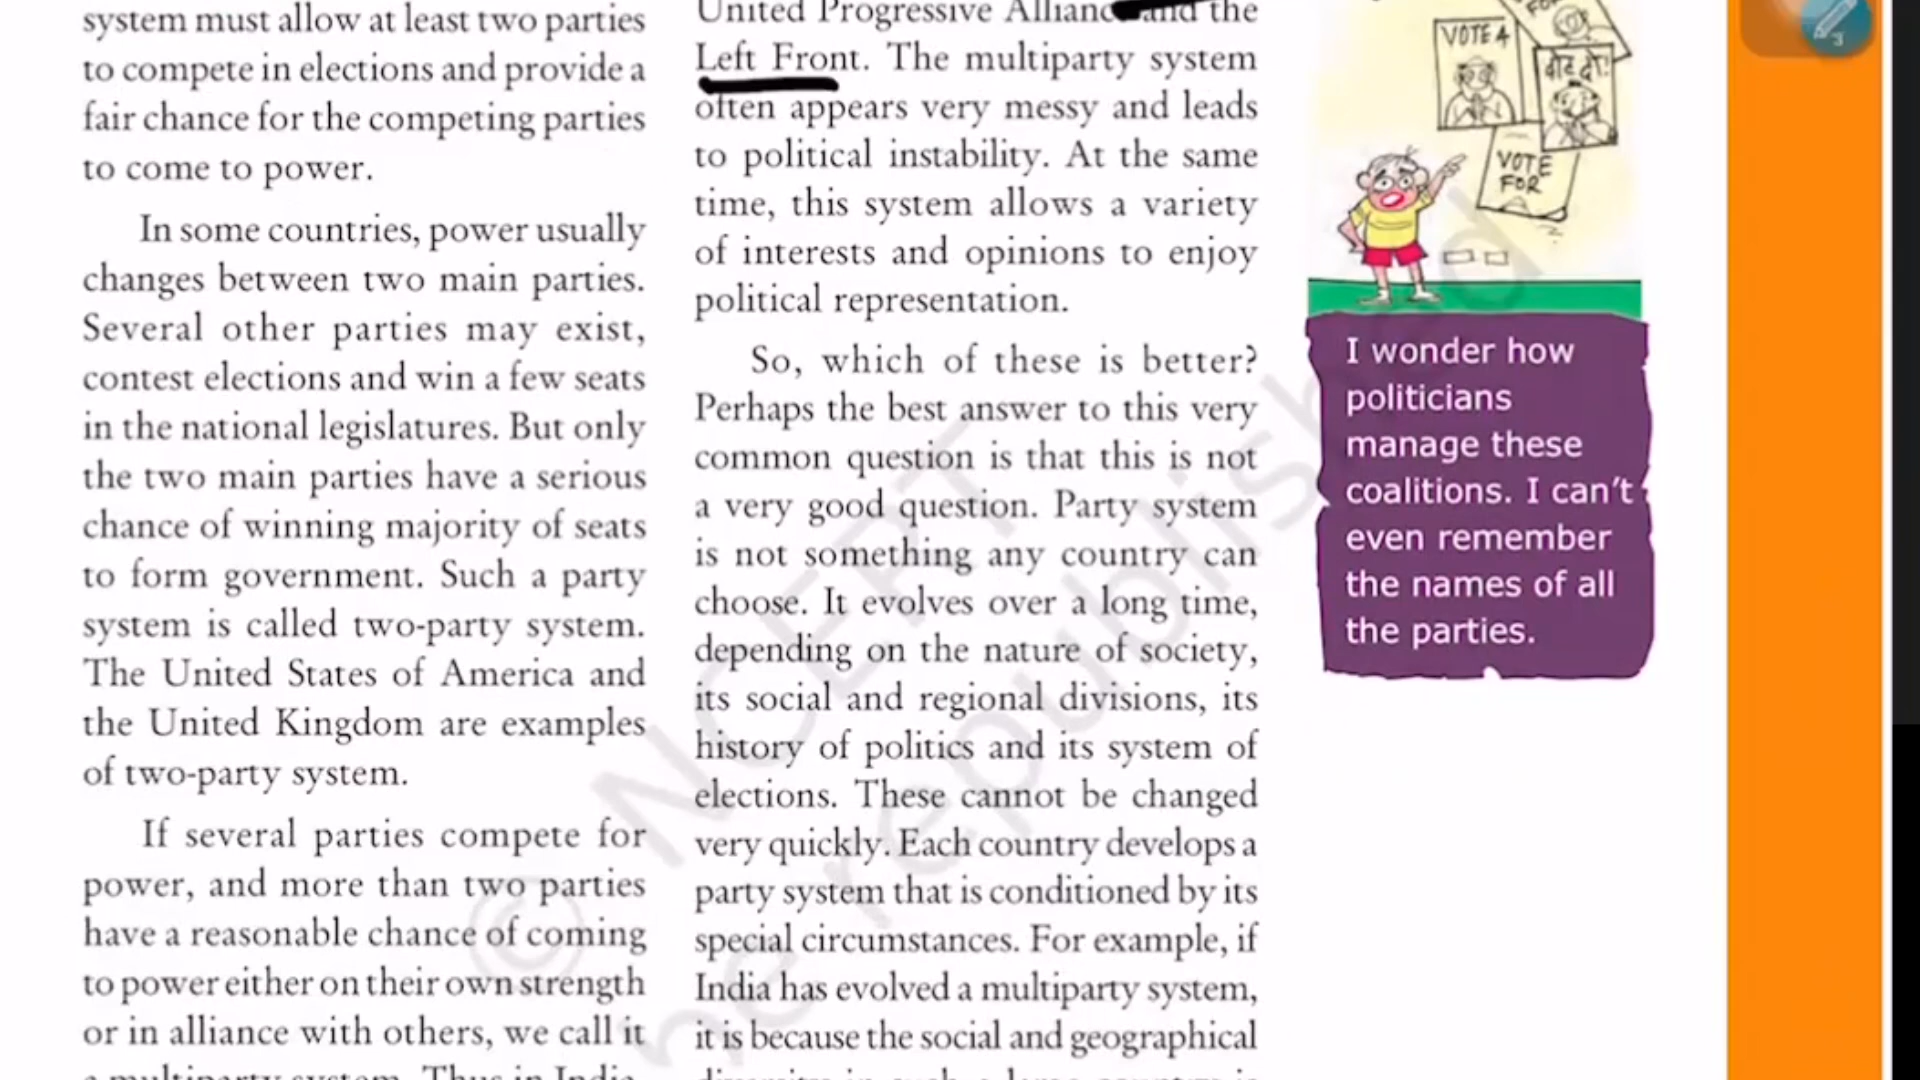 system must allow at least two parties
to compete in elections and provide a
fair chance for the competing parties
to come to power.
In some countries, power usually
changes between two main parties.
Several other parties may exist,
contest elections and win a few seats
in the national legislatures. But only
the two main parties have a serious
chance of winning majority of seats
to form government. Such a party
system is called two-party system.
The United States of America and
the United Kingdom are examples
of two-party system.
If several parties compete for
power, and more than two parties
have a reasonable chance of coming
to power either on their own strength
or in alliance with others, we call it
a multiparty system. Thus in India,
United Progressive Alliance and the
Left Front. The multiparty system
often appears very messy and leads
to political instability. At the same
time, this system allows a variety
of interests and opinions to enjoy
political representation.
So, which of these is better?
Perhaps the best answer to this very
common question is that this is not
a very good question. Party system
is not something any country can
choose. It evolves over a long time,
depending on the nature of society,
its social and regional divisions, its
history of politics and its system of
elections. These cannot be changed
very quickly. Each country develops a
party system that is conditioned by its
special circumstances. For example, if
India has evolved a multiparty system,
it is because the social and geographical
VOTE 4
वोट दो!
VOTE
FOR
I wonder how
politicians
manage these
coalitions. I can't
even remember
the names of all
the parties.
3
© NCERT
be republished